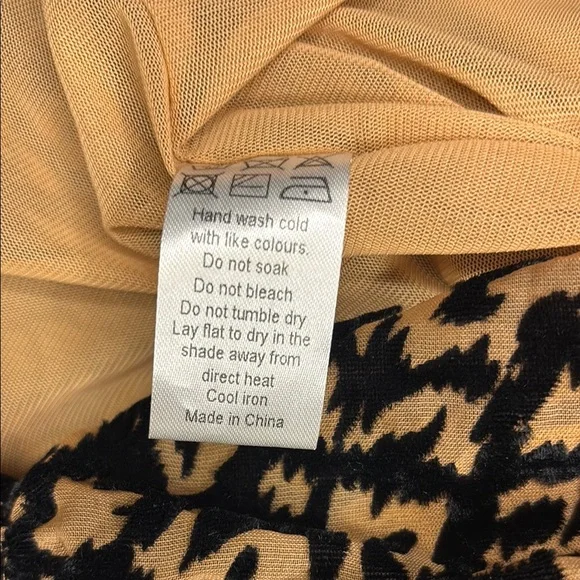 Hand wash cold
with like colours.
Do not soak
Do not bleach
Do not tumble dry
Lay flat to dry in the
shade away from
direct heat
Cool iron
Made in China